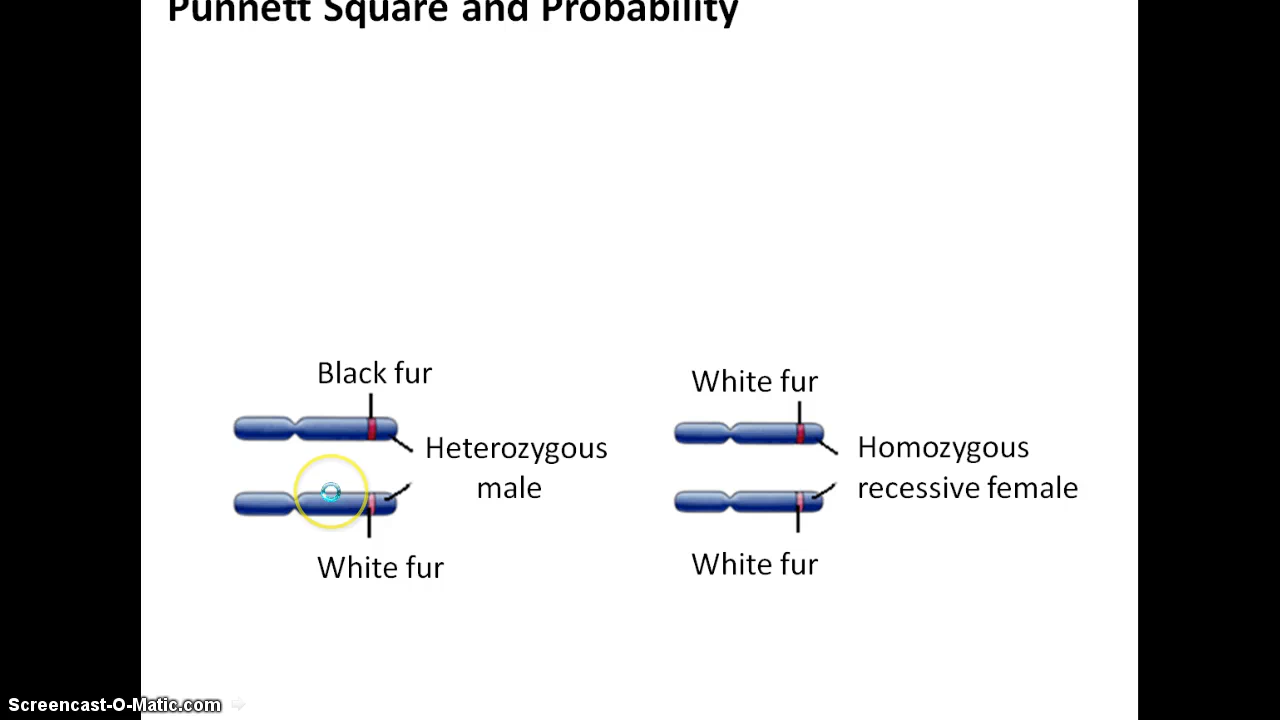 Punnett Square and Probability
Black fur
White fur
Heterozygous
male
Homozygous
recessive female
White fur
White fur
Screencast-O-Matic.com